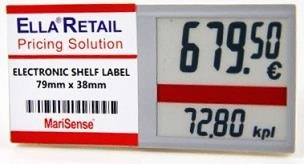 ELLA RETAIL
Pricing Solution
ELECTRONIC SHELF LABEL
79mm x 38mm
MariSense®
679.50
€
72.80 kpl